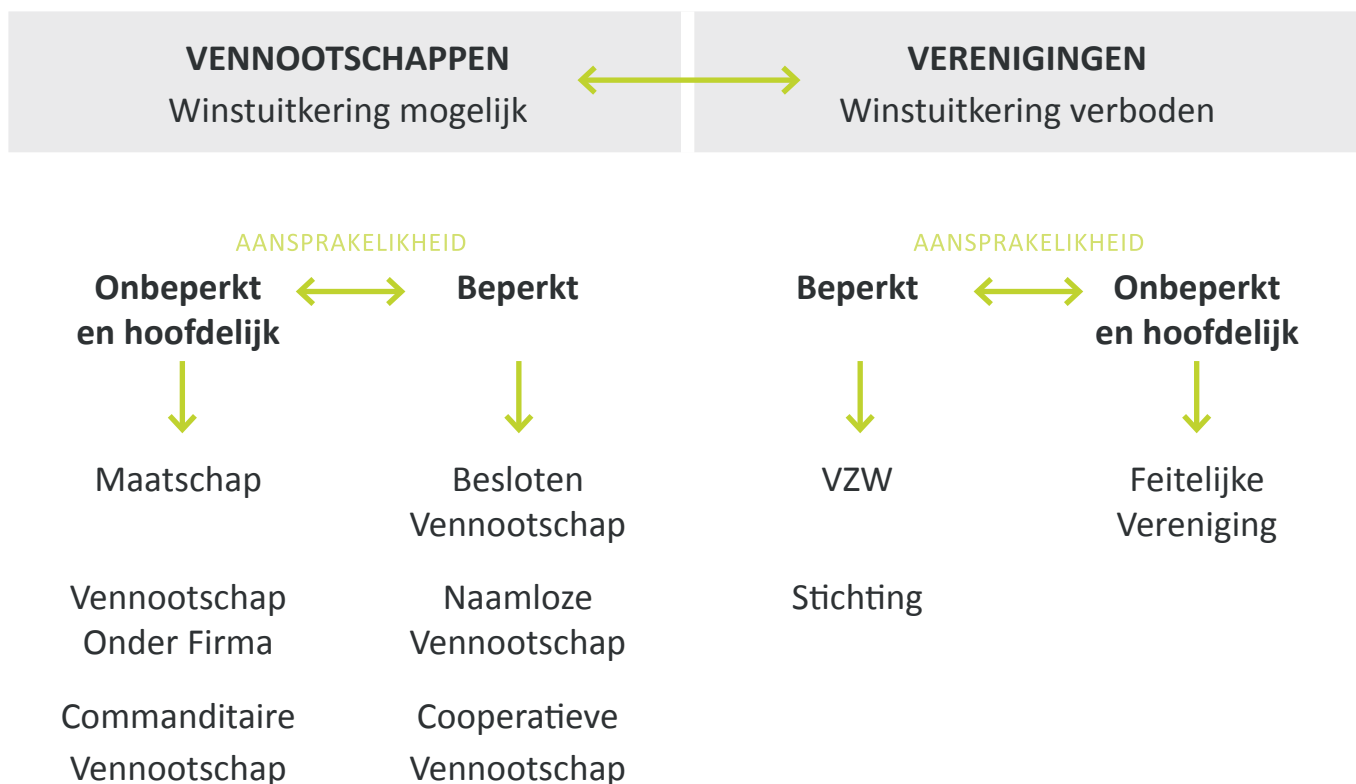 VENNOOTSCHAPPEN
Winstuitkering mogelijk
VERENIGINGEN
Winstuitkering verboden
AANSPRAKELIKHEID
Onbeperkt
en hoofdelijk
Beperkt
AANSPRAKELIKHEID
Beperkt
Onbeperkt
en hoofdelijk
Maatschap
Besloten
Vennootschap
VZW
Feitelijke
Vereniging
Vennootschap
Onder Firma
Naamloze
Vennootschap
Stichting
Commanditaire
Vennootschap
Cooperatieve
Vennootschap